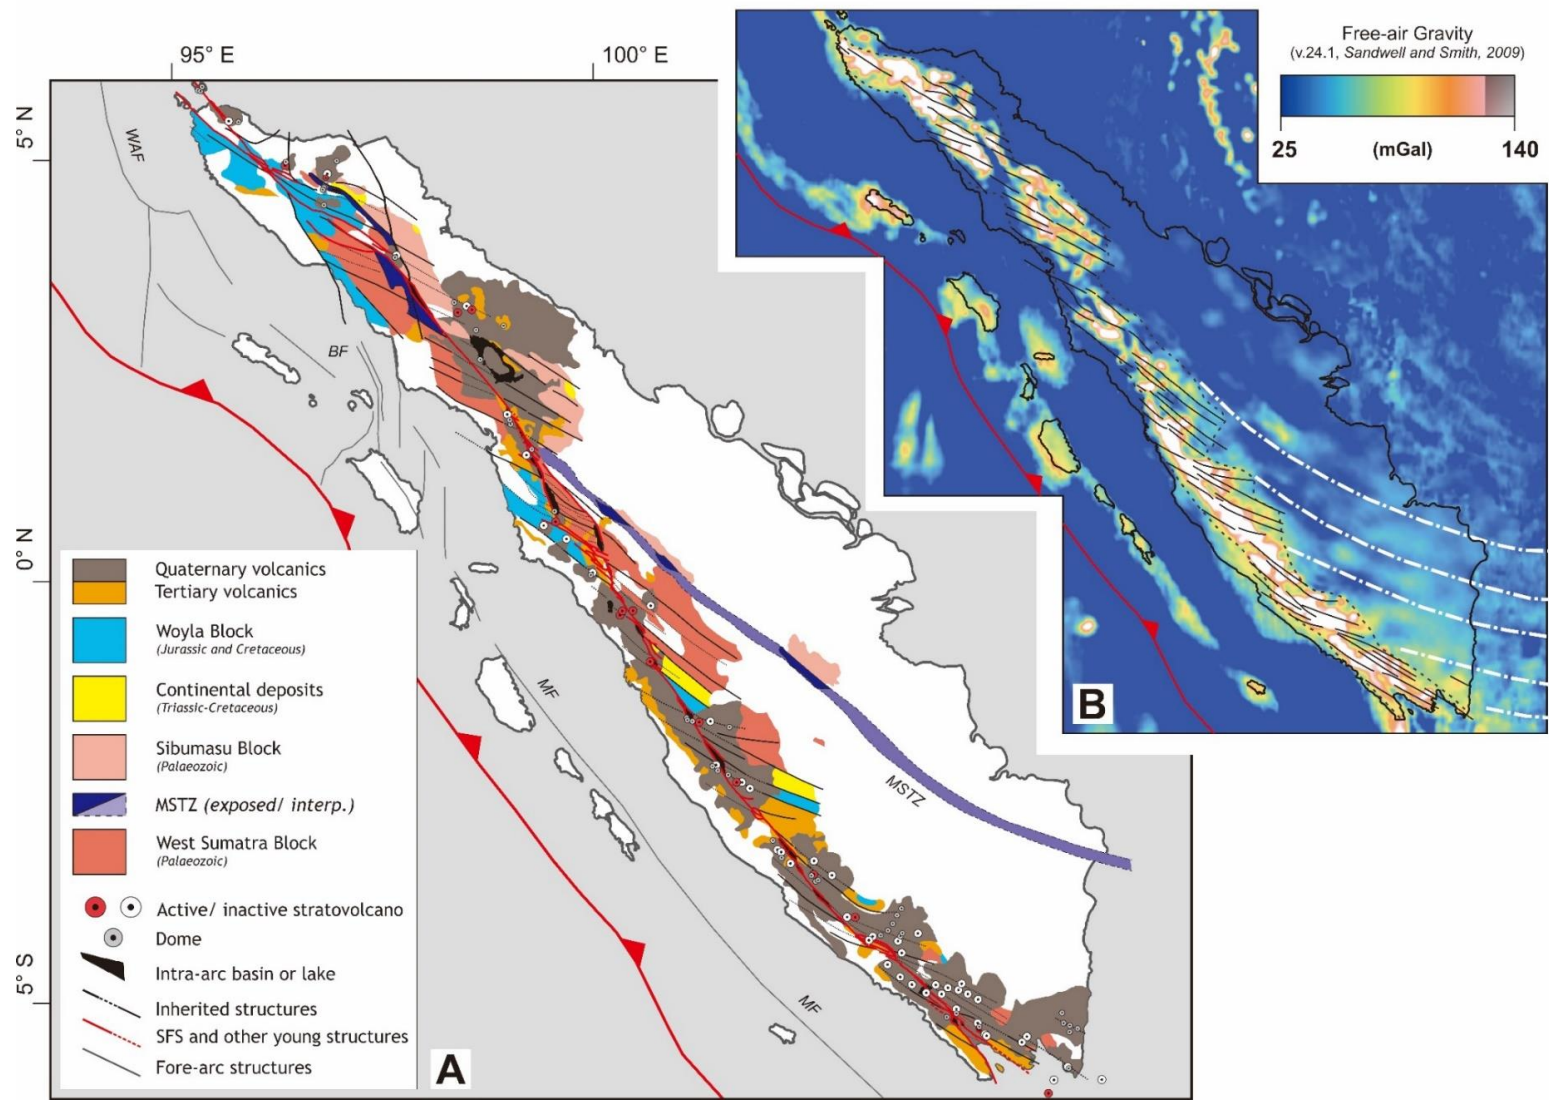 95° E
100° E
5° N
0° N
5° S
WAF
BF
MF
MSTZ
MF
Quaternary volcanics
Tertiary volcanics
Woyla Block
(Jurassic and Cretaceous)
Continental deposits
(Triassic-Cretaceous)
Sibumasu Block
(Palaeozoic)
MSTZ (exposed/ interp.)
West Sumatra Block
(Palaeozoic)
Active/ inactive stratovolcano
Dome
Intra-arc basin or lake
Inherited structures
SFS and other young structures
Fore-arc structures
A
Free-air Gravity
(v.24.1, Sandwell and Smith, 2009)
25 (mGal) 140
B